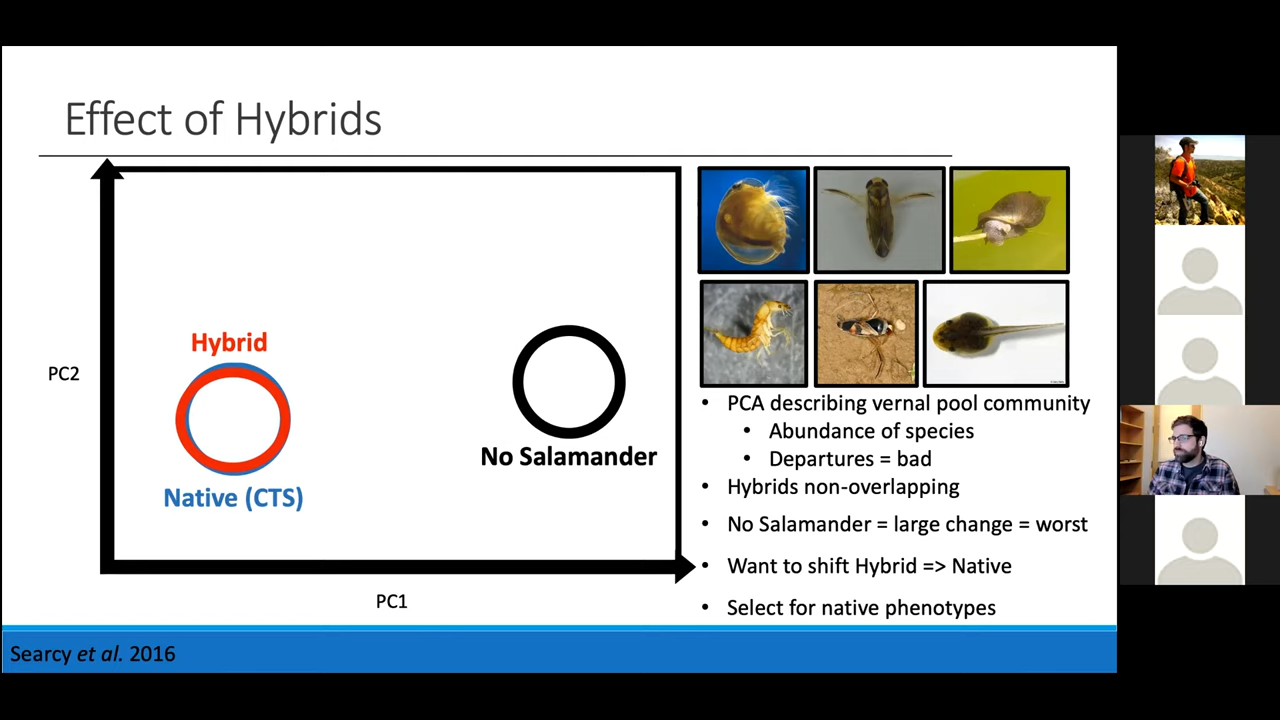 Effect of Hybrids
PC2
Hybrid
Native (CTS)
No Salamander
PC1
• PCA describing vernal pool community
• Abundance of species
• Departures = bad
• Hybrids non-overlapping
• No Salamander = large change = worst
• Want to shift Hybrid => Native
• Select for native phenotypes
Searcy et al. 2016